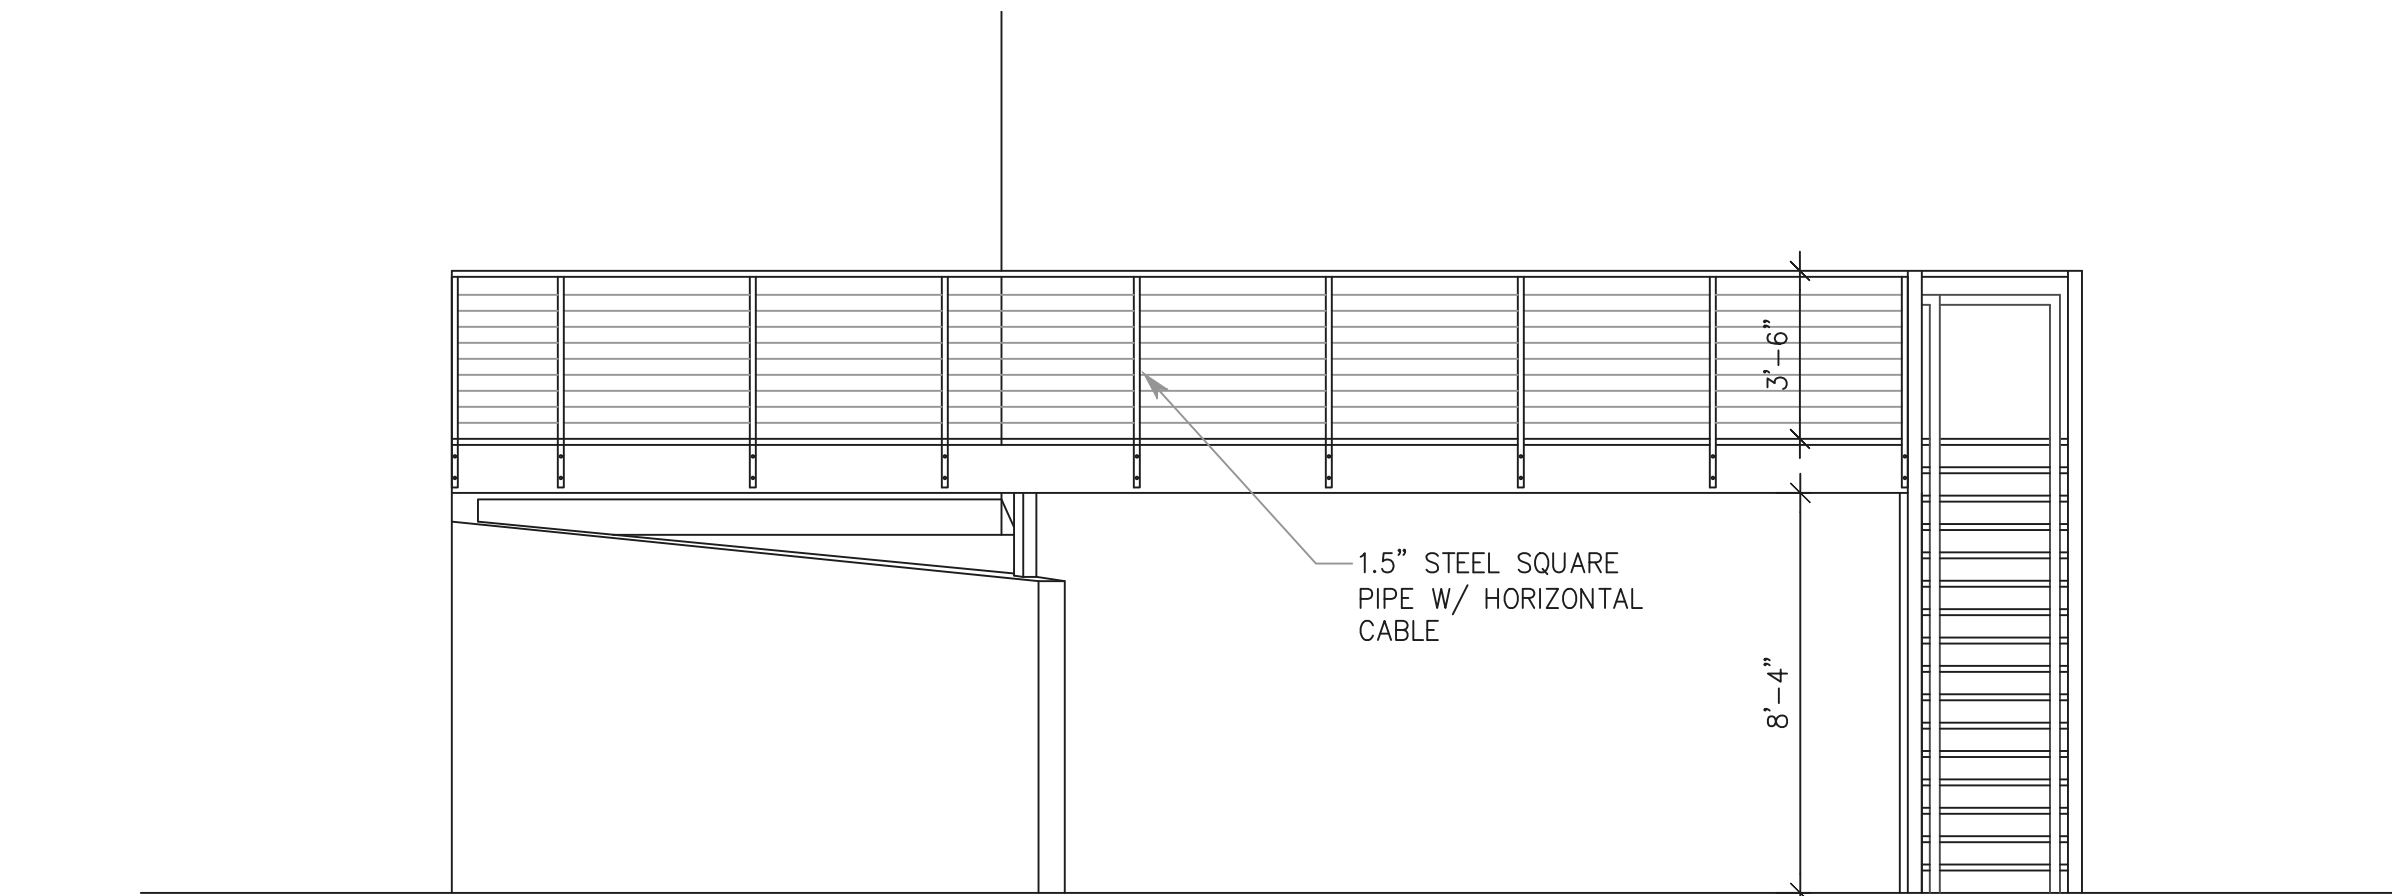 3'-6"
1.5" STEEL SQUARE
PIPE W/ HORIZONTAL
CABLE
8'-4"